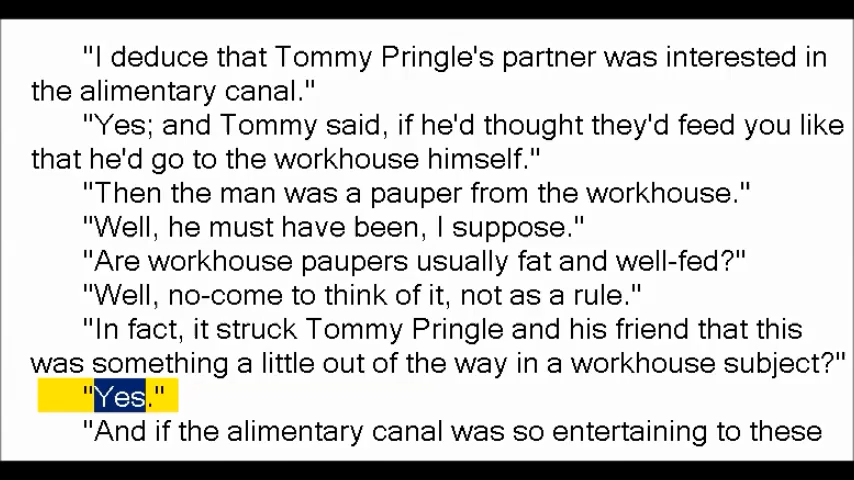 "I deduce that Tommy Pringle's partner was interested in
the alimentary canal."
"Yes; and Tommy said, if he'd thought they'd feed you like
that he'd go to the workhouse himself."
"Then the man was a pauper from the workhouse."
"Well, he must have been, I suppose."
"Are workhouse paupers usually fat and well-fed?"
"Well, no-come to think of it, not as a rule."
"In fact, it struck Tommy Pringle and his friend that this
was something a little out of the way in a workhouse subject?"
"Yes."
"And if the alimentary canal was so entertaining to these